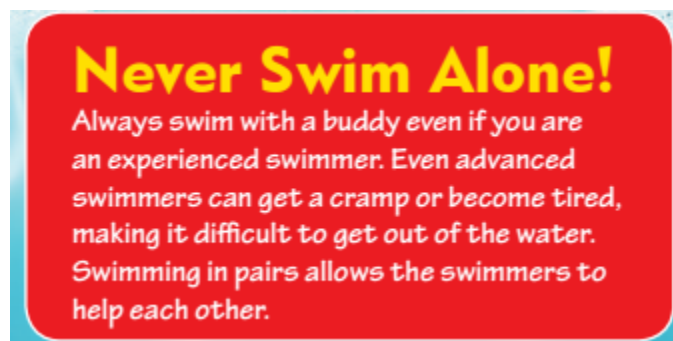 Never Swim Alone!
Always swim with a buddy even if you are
an experienced swimmer. Even advanced
swimmers can get a cramp or become tired,
making it difficult to get out of the water.
Swimming in pairs allows the swimmers to
help each other.